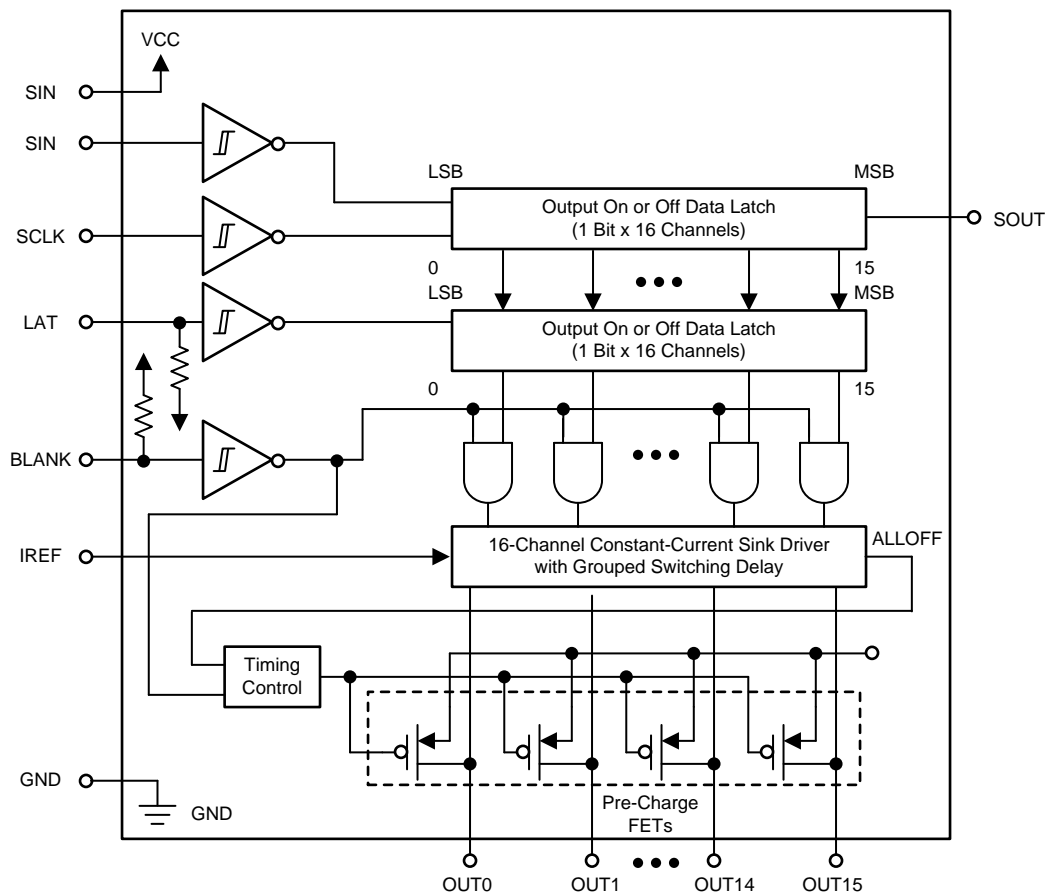 VCC
SIN
SIN
LSB
MSB
Output On or Off Data Latch
(1 Bit x 16 Channels)
SOUT
SCLK
0
15
LSB
MSB
LAT
Output On or Off Data Latch
(1 Bit x 16 Channels)
0
15
BLANK
ALLOFF
IREF
16-Channel Constant-Current Sink Driver
with Grouped Switching Delay
Timing
Control
GND
GND
Pre-Charge
FETs
OUT0
OUT1
OUT14
OUT15